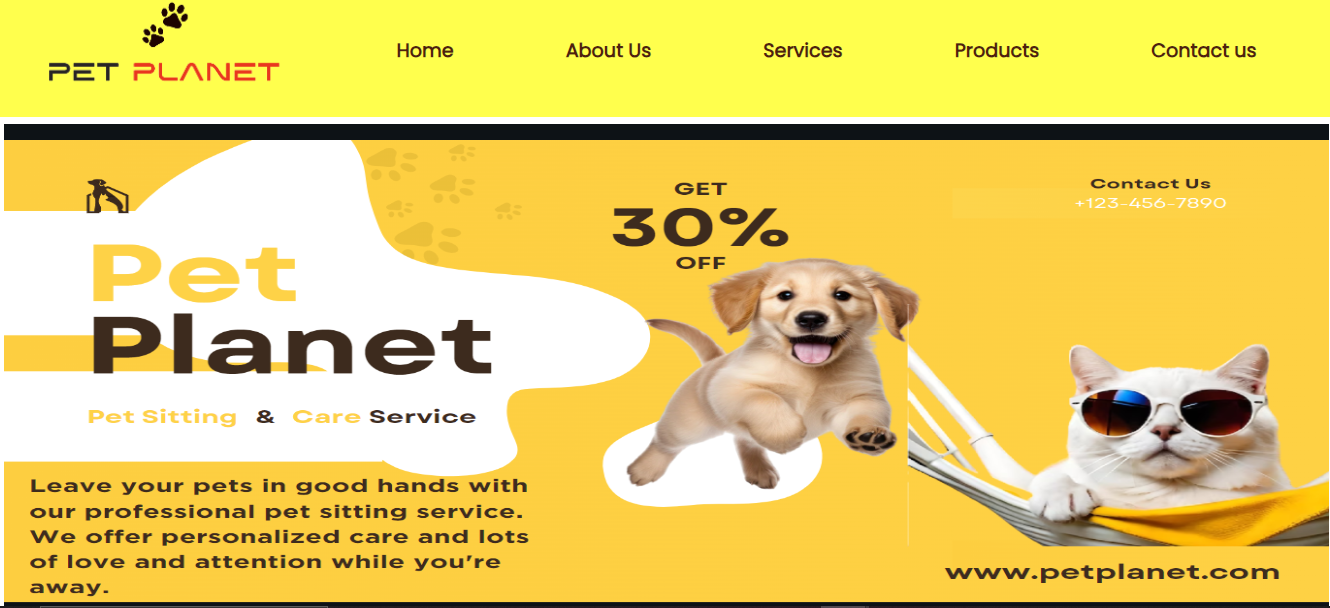 PET PLANET
Home
About Us
Services
Products
Contact us
Pet
Planet
Pet Sitting & Care Service
Leave your pets in good hands with
our professional pet sitting service.
We offer personalized care and lots
of love and attention while you're
away.
GET
30%
OFF
Contact Us
+123-456-7890
www.petplanet.com